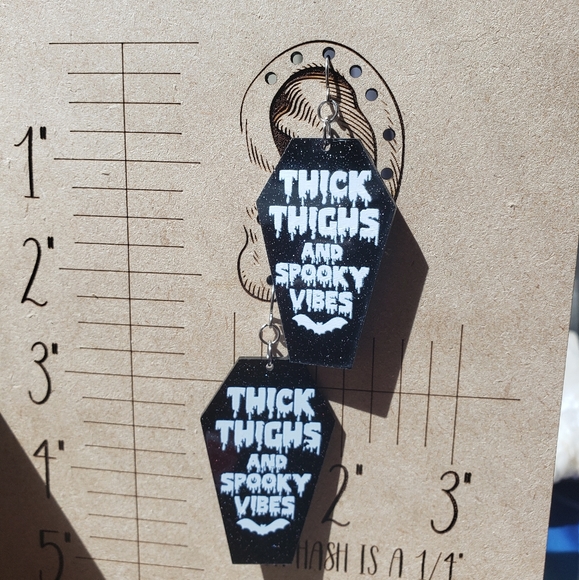 1"
2"
3"
4"
5"
THICK
THIGHS
AND
SPOOKY
VIBES
THICK
THIGHS
AND
SPOOKY
VIBES
2" 3"
HASH IS A 1/4"